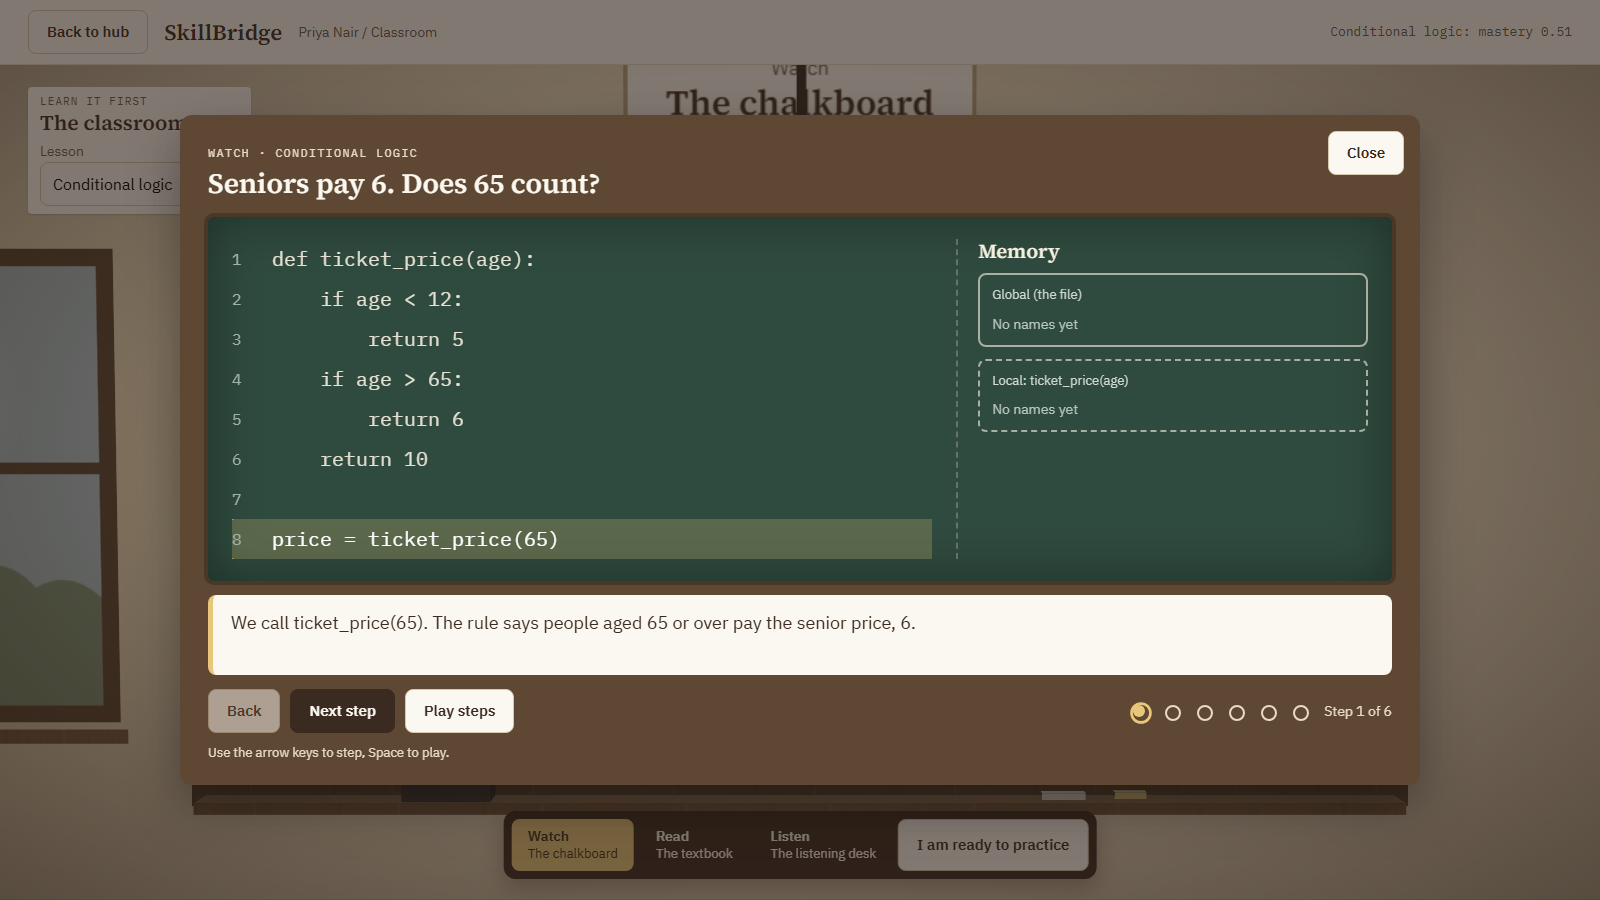 Back to hub
SkillBridge
Priya Nair / Classroom
Conditional logic: mastery 0.51
LEARN IT FIRST
The classroom
Lesson
Conditional logic
Watch
The chalkboard
WATCH · CONDITIONAL LOGIC
Seniors pay 6. Does 65 count?
Close
1 def ticket_price(age):
2     if age < 12:
3         return 5
4     if age > 65:
5         return 6
6     return 10
7
8 price = ticket_price(65)
Memory
Global (the file)
No names yet
Local: ticket_price(age)
No names yet
We call ticket_price(65). The rule says people aged 65 or over pay the senior price, 6.
Back
Next step
Play steps
Step 1 of 6
Use the arrow keys to step, Space to play.
Watch
The chalkboard
Read
The textbook
Listen
The listening desk
I am ready to practice